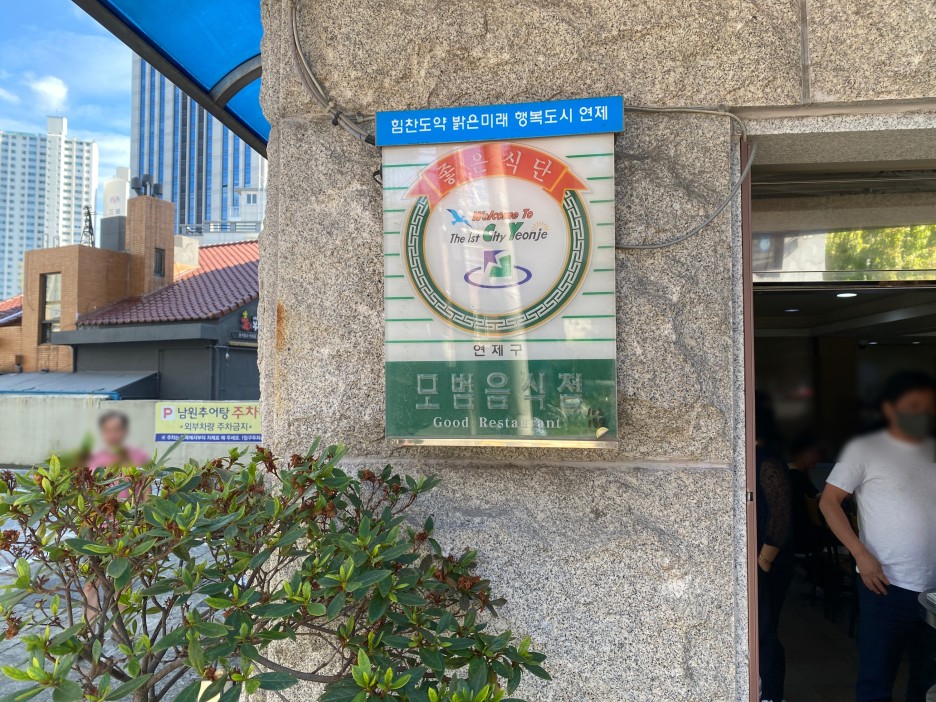 힘찬도약 밝은미래 행복도시 연제
좋은식단
Welcome To
The 1st City Yeonje
연제구
모범음식점
Good Restaurant
P 남원추어탕 주차
외부차량 주차금지